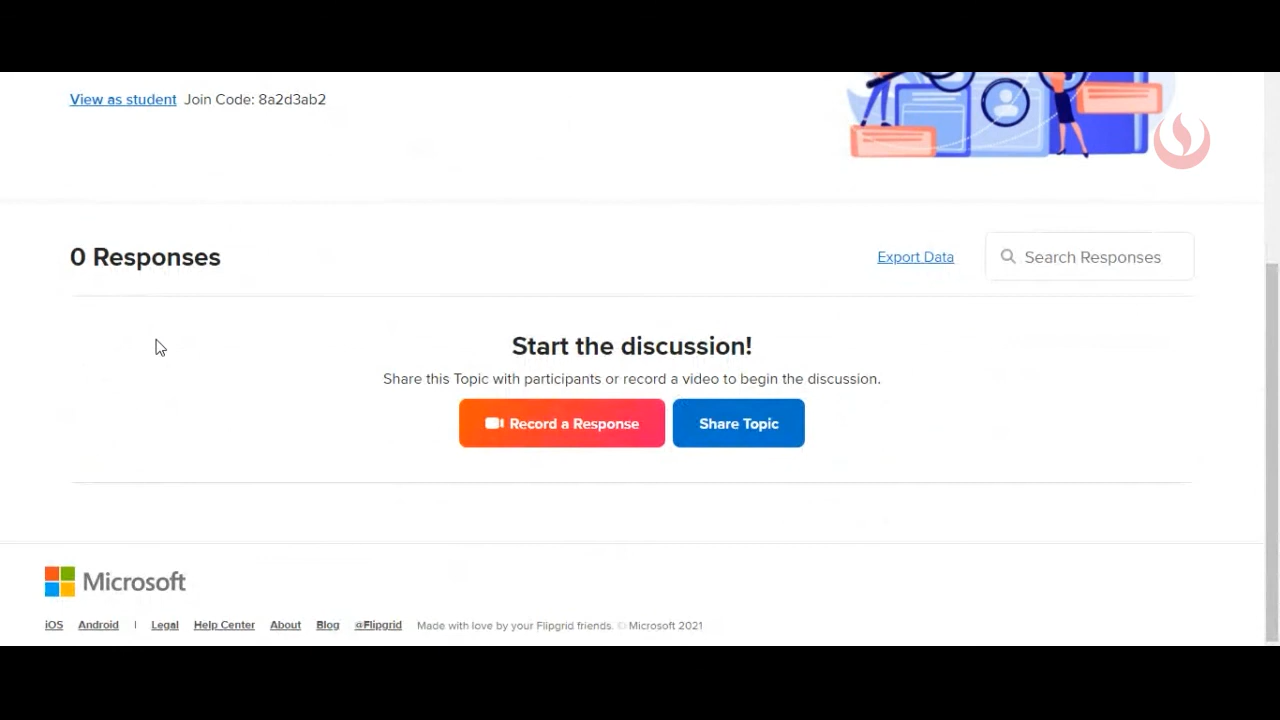 View as student Join Code: 8a2d3ab2
0 Responses
Export Data
Search Responses
Start the discussion!
Share this Topic with participants or record a video to begin the discussion.
Record a Response
Share Topic
Microsoft
iOS Android | Legal Help Center About Blog @Flipgrid Made with love by your Flipgrid friends. © Microsoft 2021